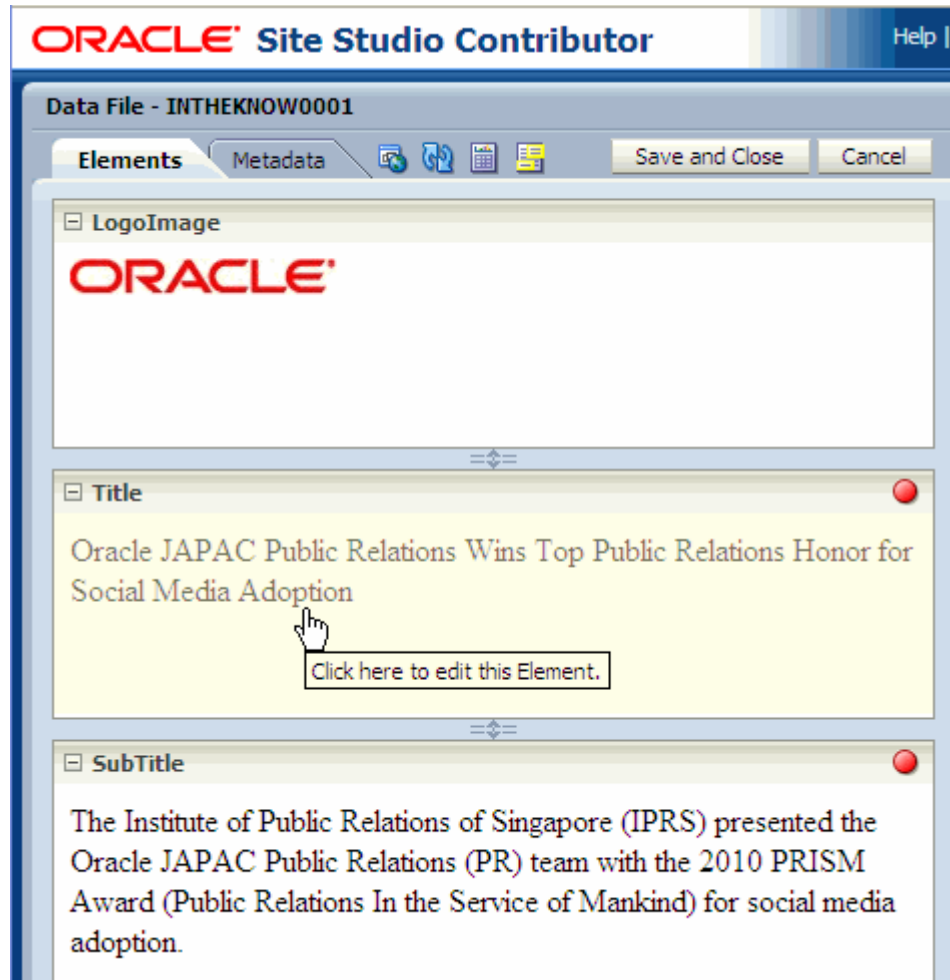 ORACLE Site Studio Contributor
Help |
Data File - INTHEKNOW0001
Elements
Metadata
Save and Close
Cancel
LogoImage
ORACLE
Title
Oracle JAPAC Public Relations Wins Top Public Relations Honor for
Social Media Adoption
Click here to edit this Element.
SubTitle
The Institute of Public Relations of Singapore (IPRS) presented the
Oracle JAPAC Public Relations (PR) team with the 2010 PRISM
Award (Public Relations In the Service of Mankind) for social media
adoption.